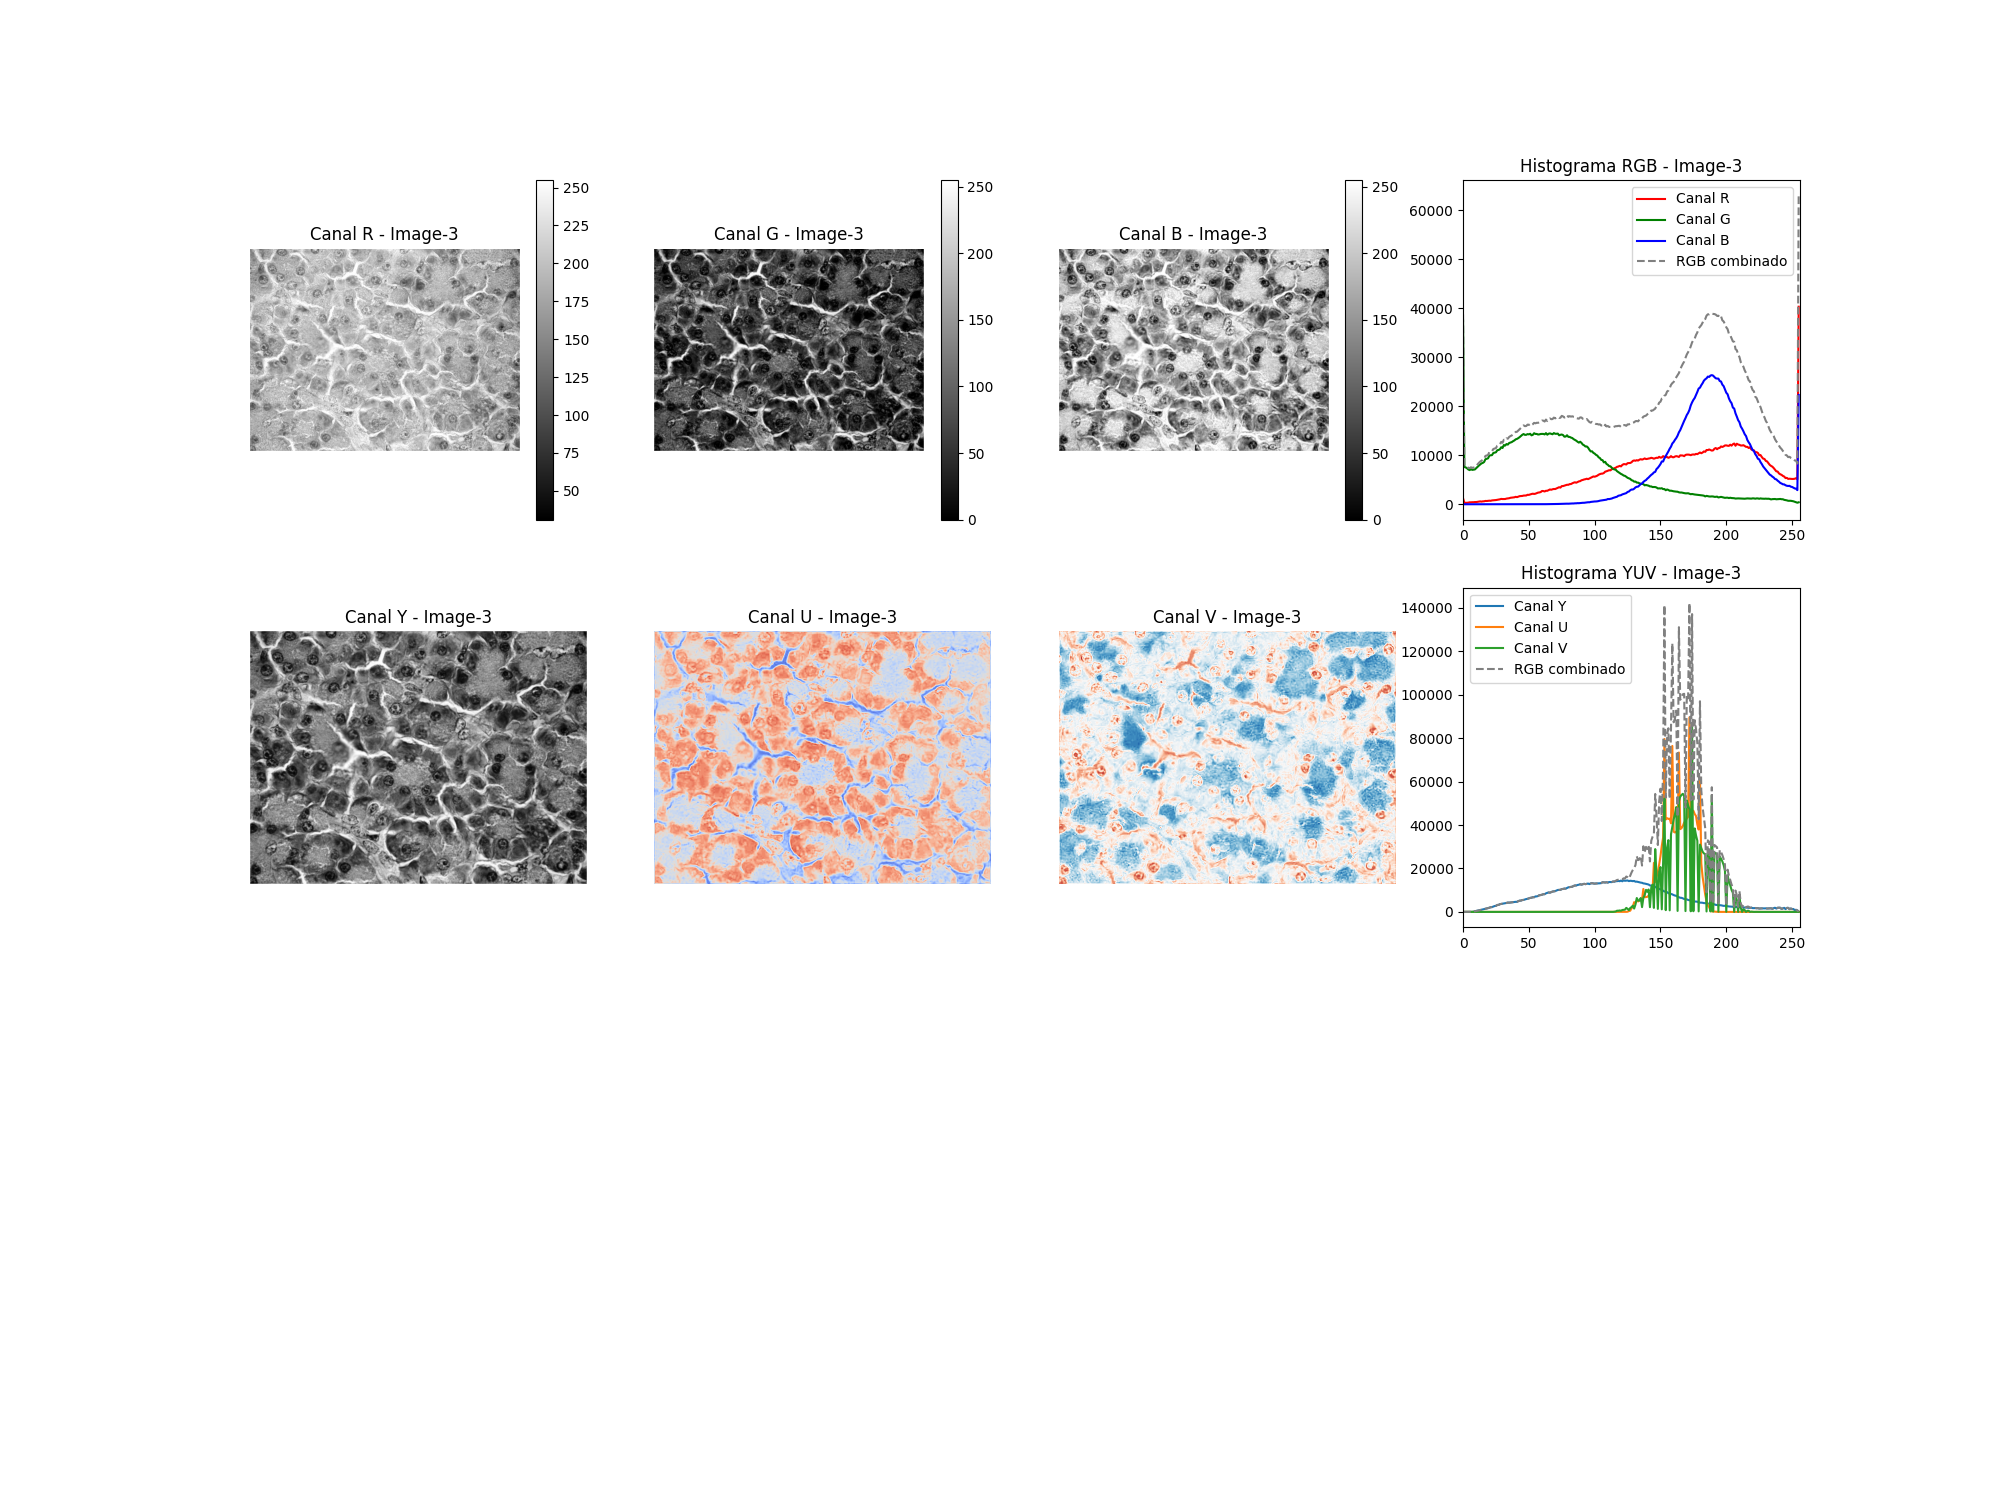 Canal R - Image-3
250
225
200
175
150
125
100
75
50
Canal G - Image-3
250
200
150
100
50
0
Canal B - Image-3
250
200
150
100
50
0
Histograma RGB - Image-3
Canal R
Canal G
Canal B
RGB combinado
60000
50000
40000
30000
20000
10000
0
0 50 100 150 200 250
Canal Y - Image-3
Canal U - Image-3
Canal V - Image-3
Histograma YUV - Image-3
Canal Y
Canal U
Canal V
RGB combinado
140000
120000
100000
80000
60000
40000
20000
0
0 50 100 150 200 250